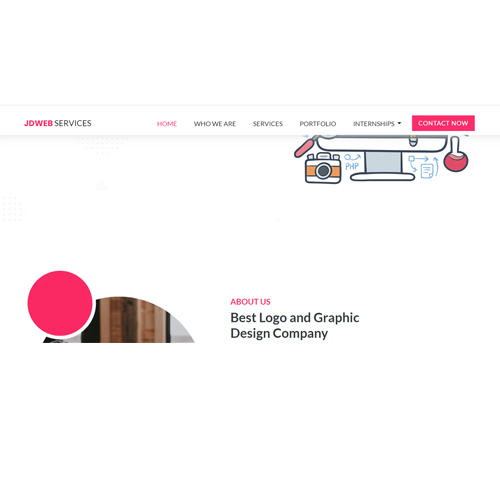 JDWEB SERVICES HOME WHO WE ARE SERVICES PORTFOLIO INTERNSHIPS CONTACT NOW
PHP
ABOUT US
Best Logo and Graphic
Design Company